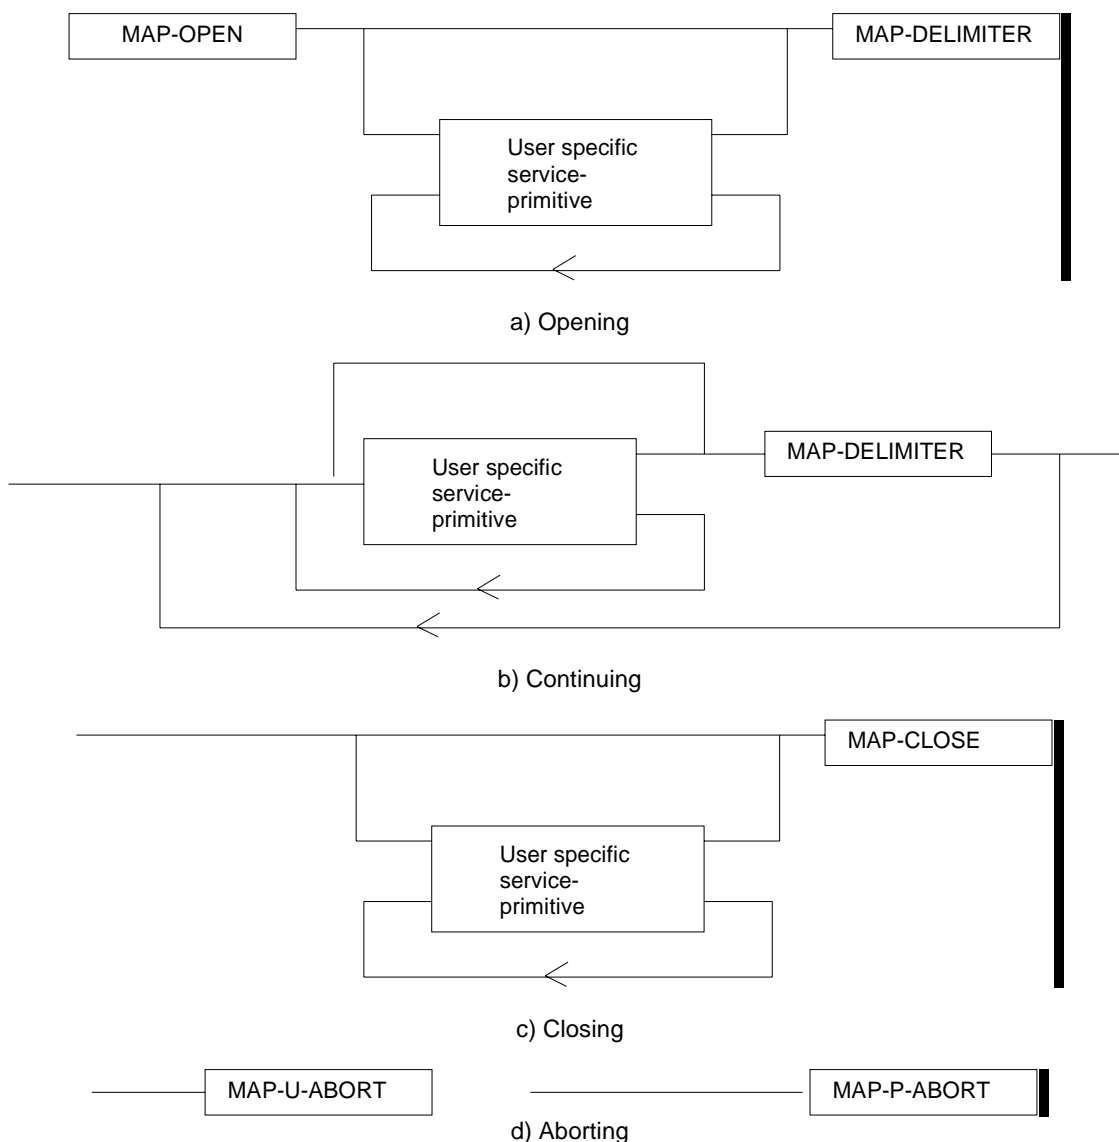 MAP-OPEN
MAP-DELIMITER
User specific
service-
primitive
a) Opening
User specific
service-
primitive
MAP-DELIMITER
b) Continuing
MAP-CLOSE
User specific
service-
primitive
c) Closing
MAP-U-ABORT
MAP-P-ABORT
d) Aborting